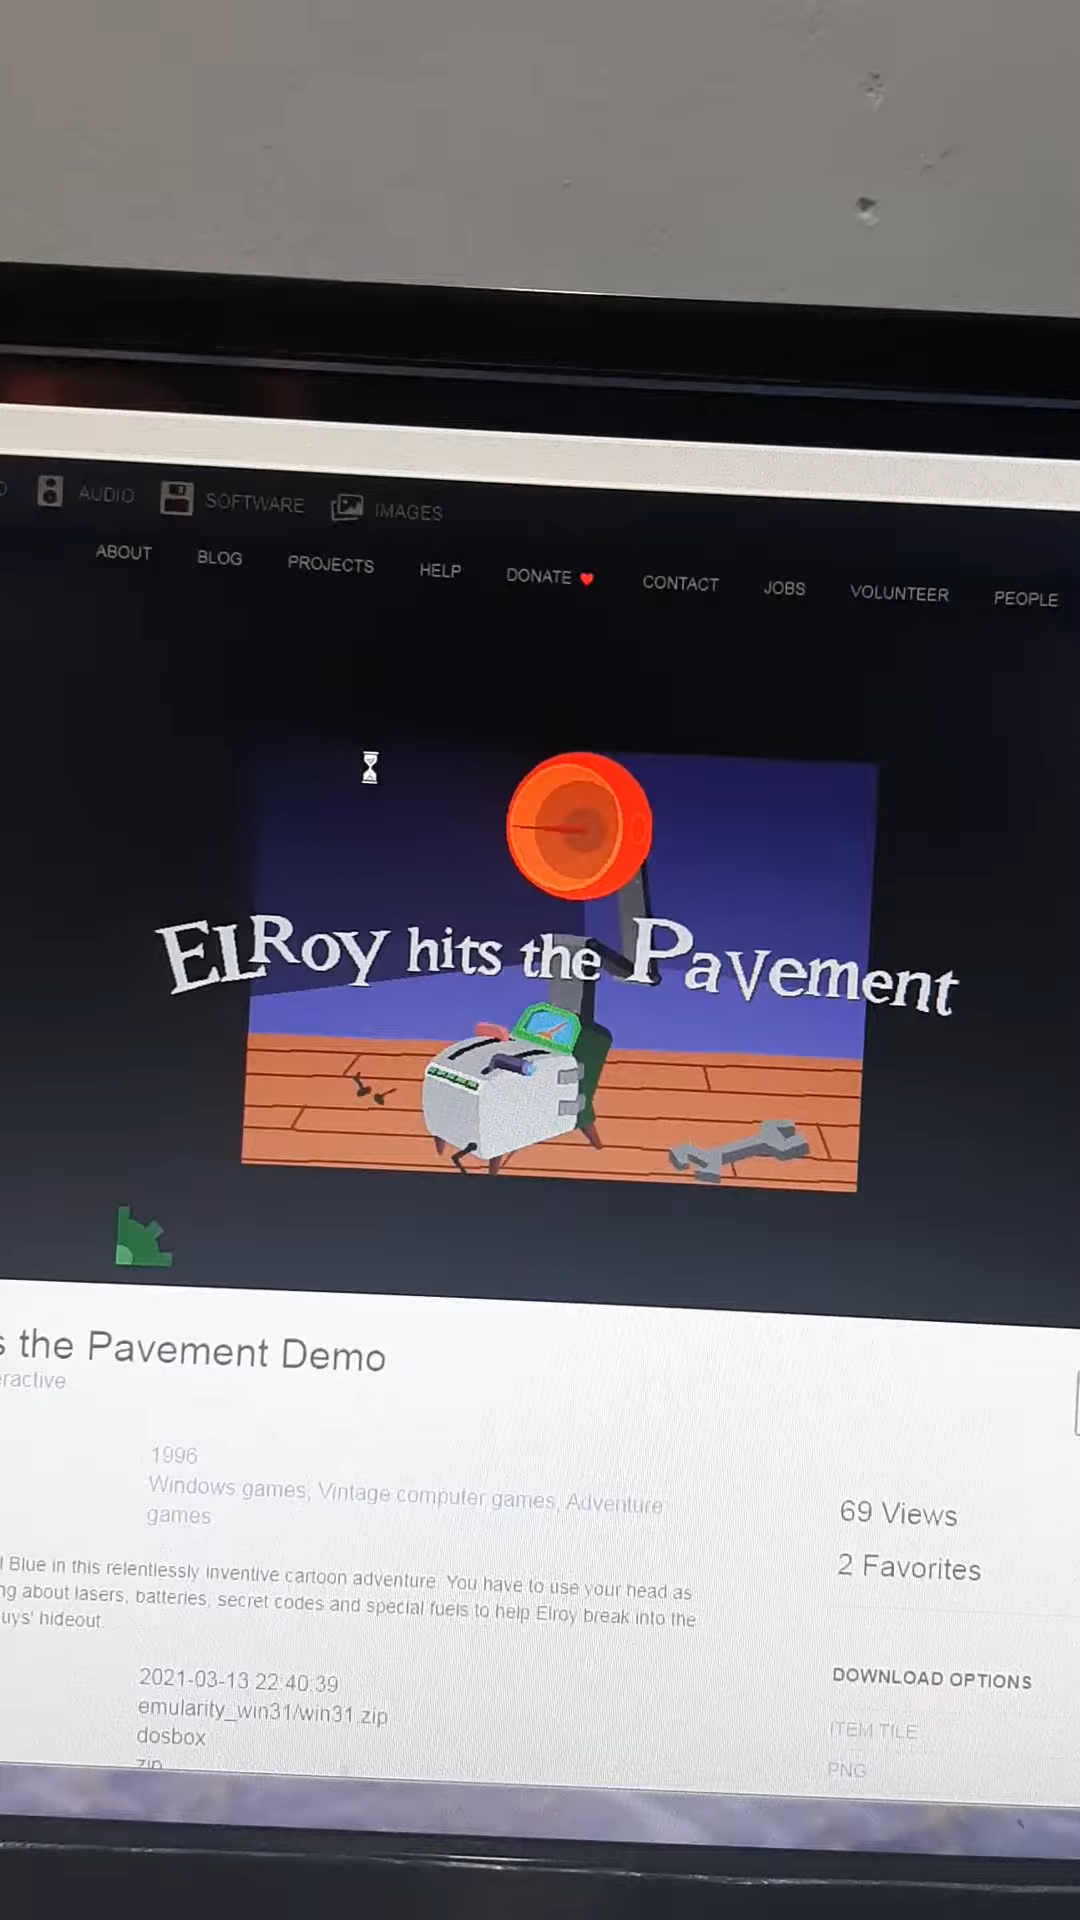 AUDIO SOFTWARE IMAGES
ABOUT BLOG PROJECTS HELP DONATE CONTACT JOBS VOLUNTEER PEOPLE
ElRoy hits the Pavement
the Pavement Demo
1996
Windows games, Vintage computer games, Adventure
games
69 Views
2 Favorites
Blue in this relentlessly inventive cartoon adventure. You have to use your head as
about lasers, batteries, secret codes and special fuels to help Elroy break into the
uys' hideout.
2021-03-13 22:40:39
emularity_win31/win31.zip
dosbox
zip
DOWNLOAD OPTIONS
ITEM TILE
PNG